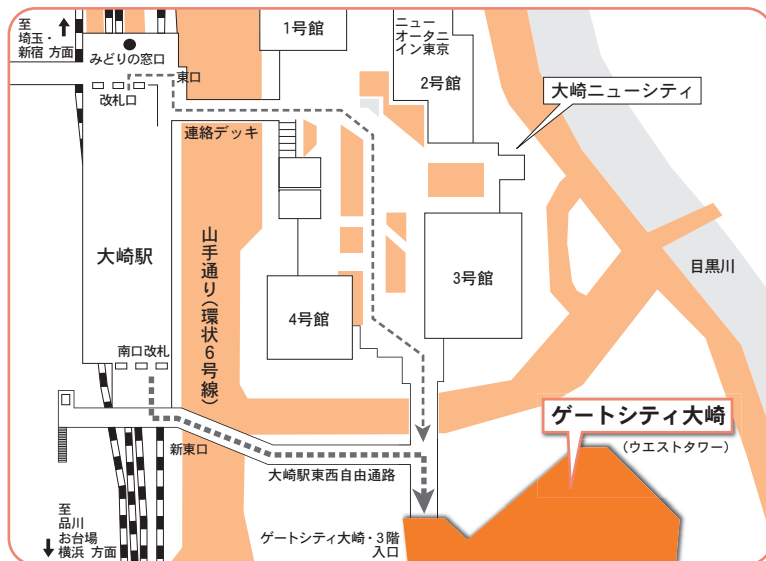 至
埼玉・
新宿 方面
みどりの窓口
東口
改札口
連絡デッキ
1号館
ニュー
オータニ
イン東京
2号館
大崎ニューシティ
大崎駅
山手通り(環状6号線)
3号館
4号館
目黒川
南口改札
新東口
大崎駅東西自由通路
ゲートシティ大崎
(ウエストタワー)
至
品川
お台場
横浜 方面
ゲートシティ大崎・3階
入口